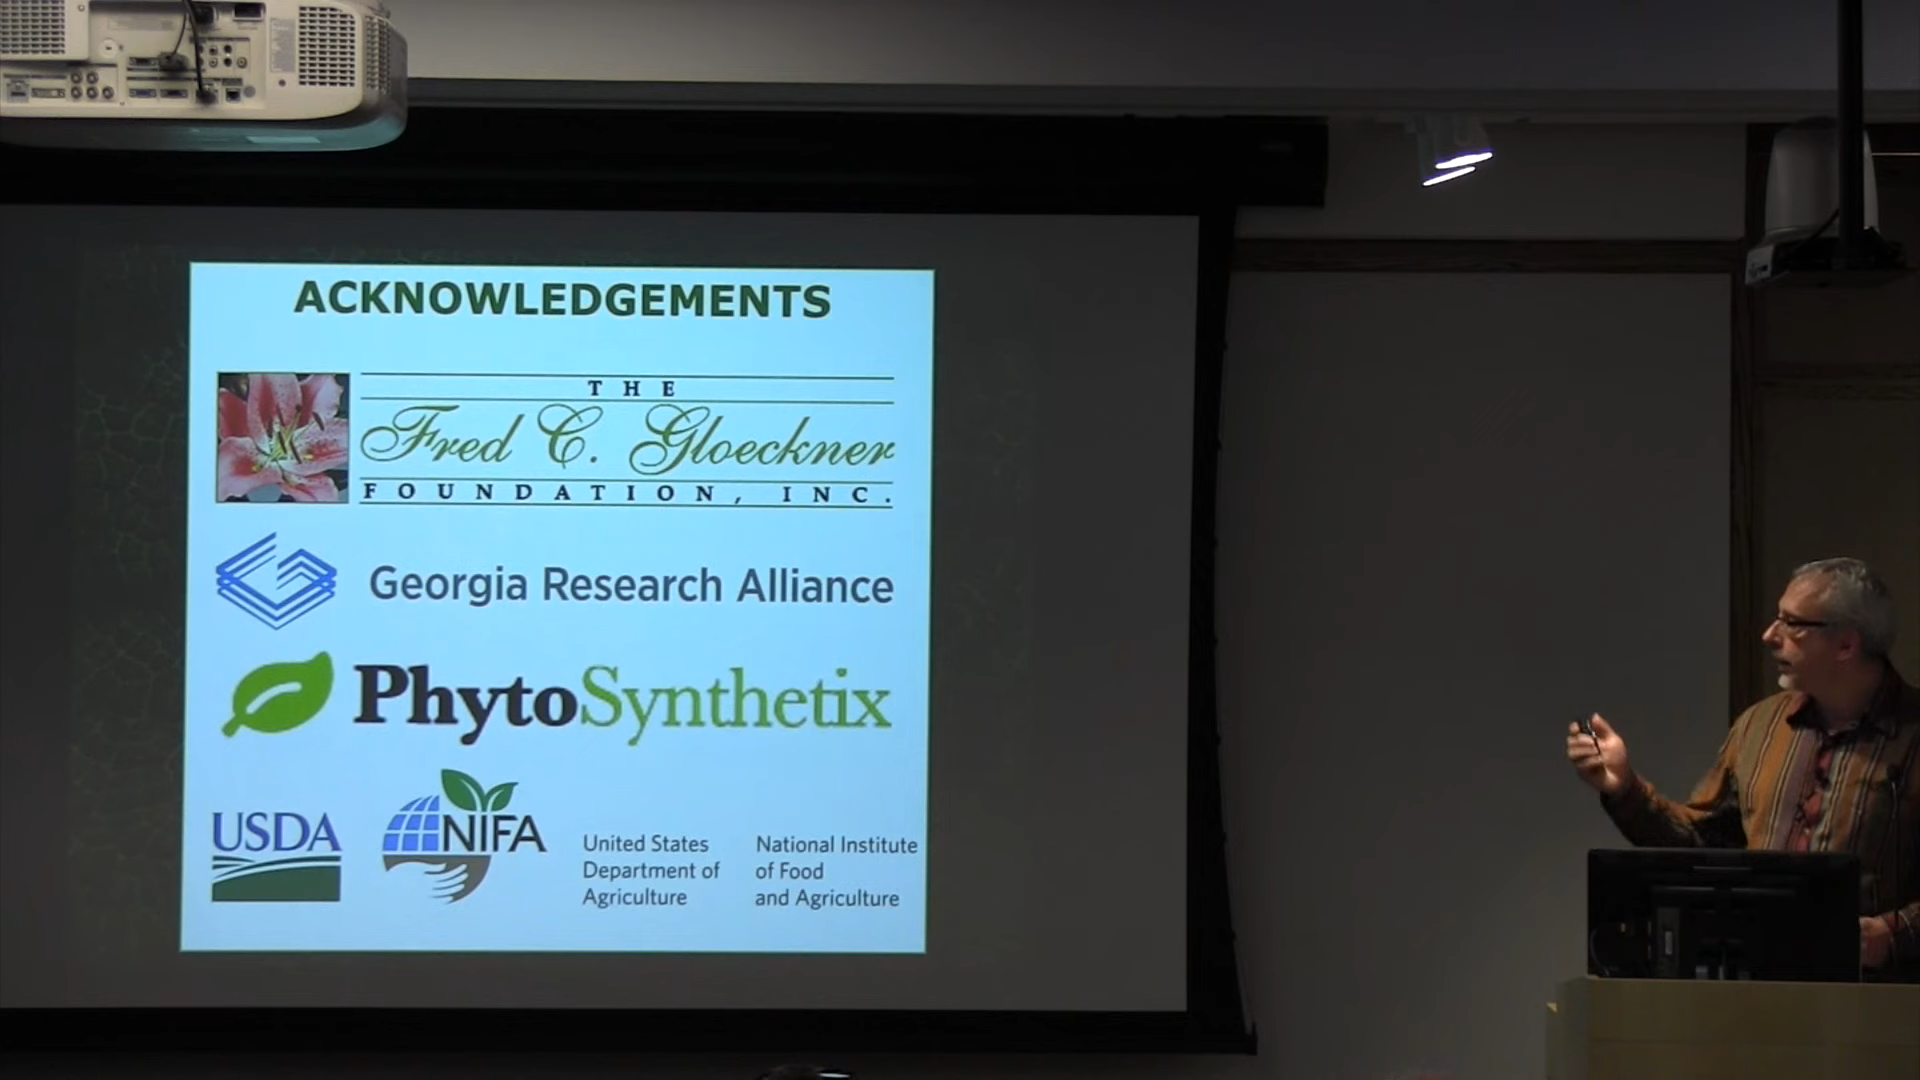 ACKNOWLEDGEMENTS
THE
Fred C. Gloeckner
FOUNDATION, INC.
Georgia Research Alliance
PhytoSynthetix
USDA
NIFA
United States
Department of
Agriculture
National Institute
of Food
and Agriculture